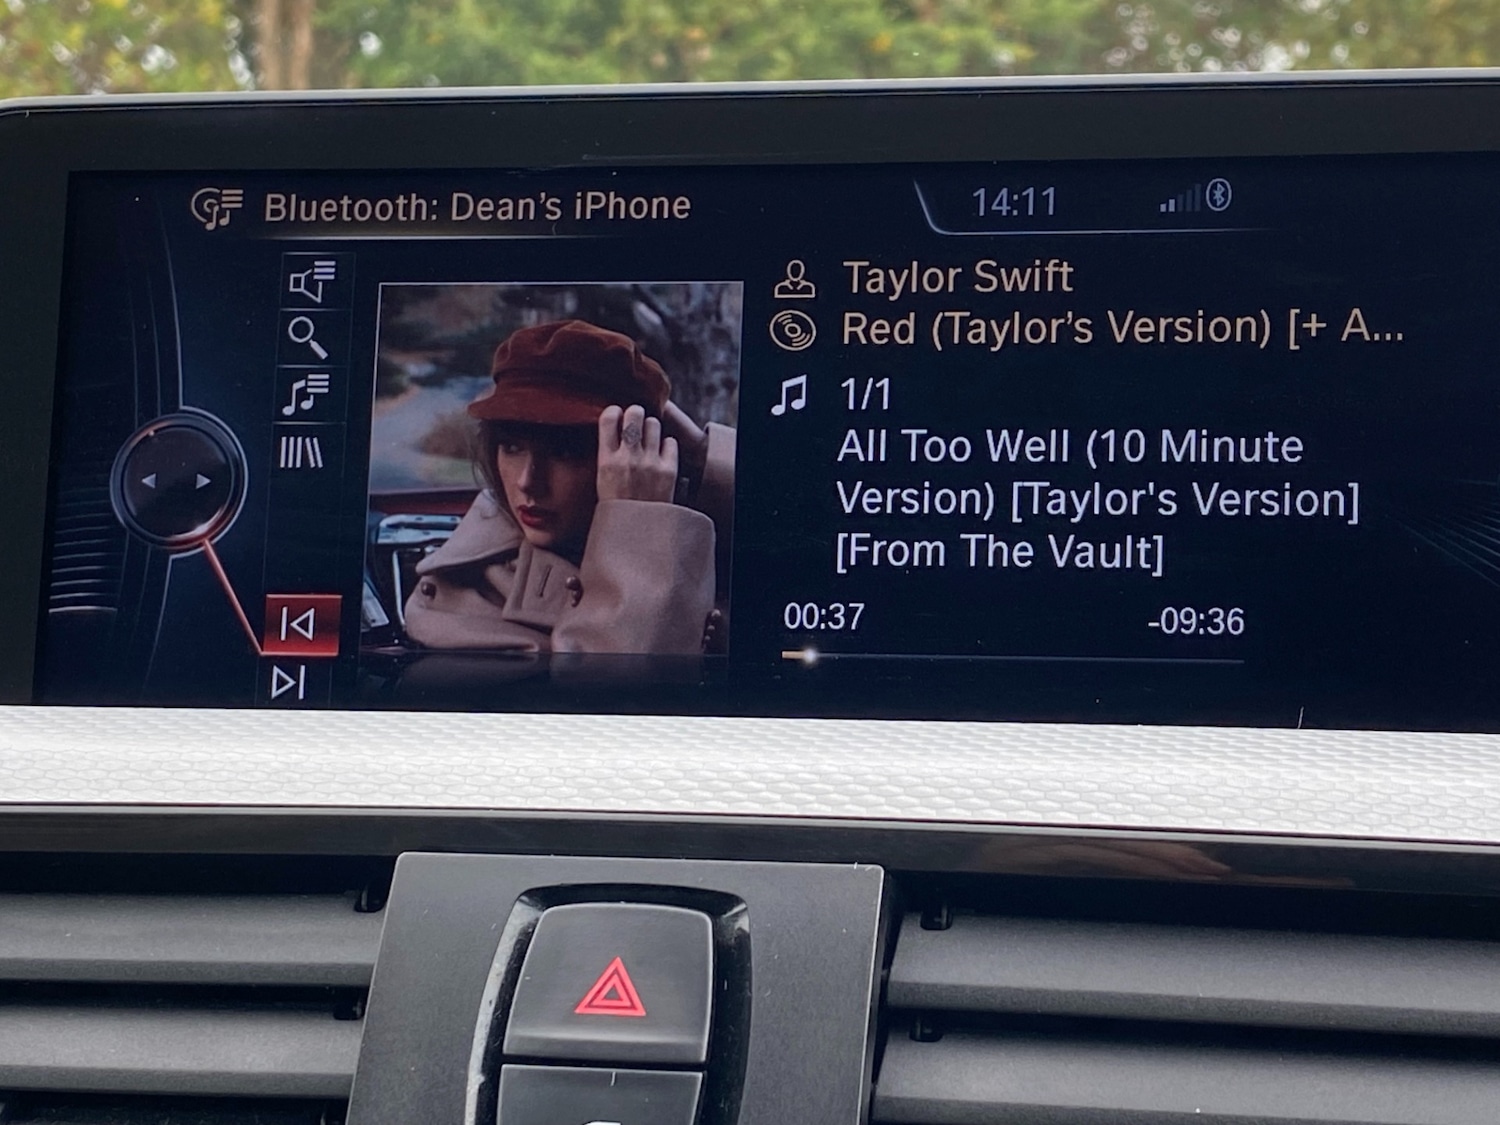 Bluetooth: Dean’s iPhone
14:11
Taylor Swift
Red (Taylor’s Version) [+ A...
1/1
All Too Well (10 Minute
Version) [Taylor's Version]
[From The Vault]
00:37
-09:36